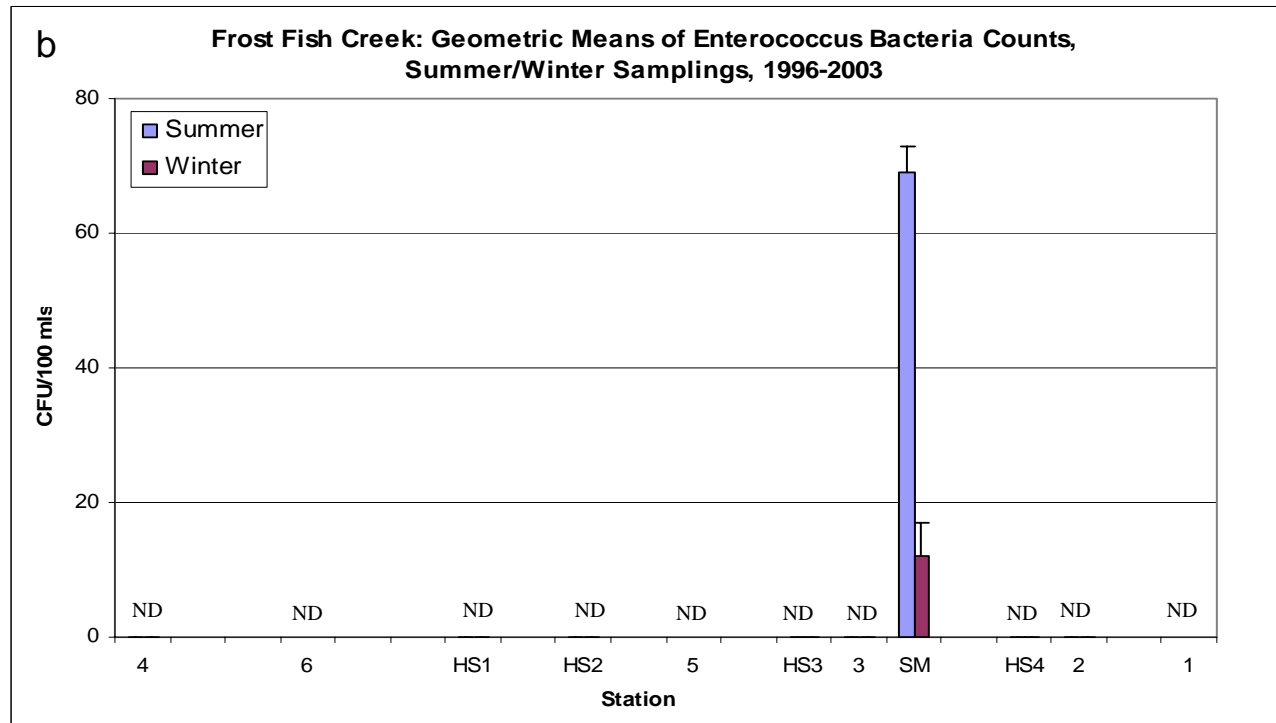 b
Frost Fish Creek: Geometric Means of Enterococcus Bacteria Counts,
Summer/Winter Samplings, 1996-2003
80
Summer
Winter
60
40
20
0
CFU/100 mls
ND ND ND ND ND ND ND ND ND ND
4 6 HS1 HS2 5 HS3 3 SM HS4 2 1
Station